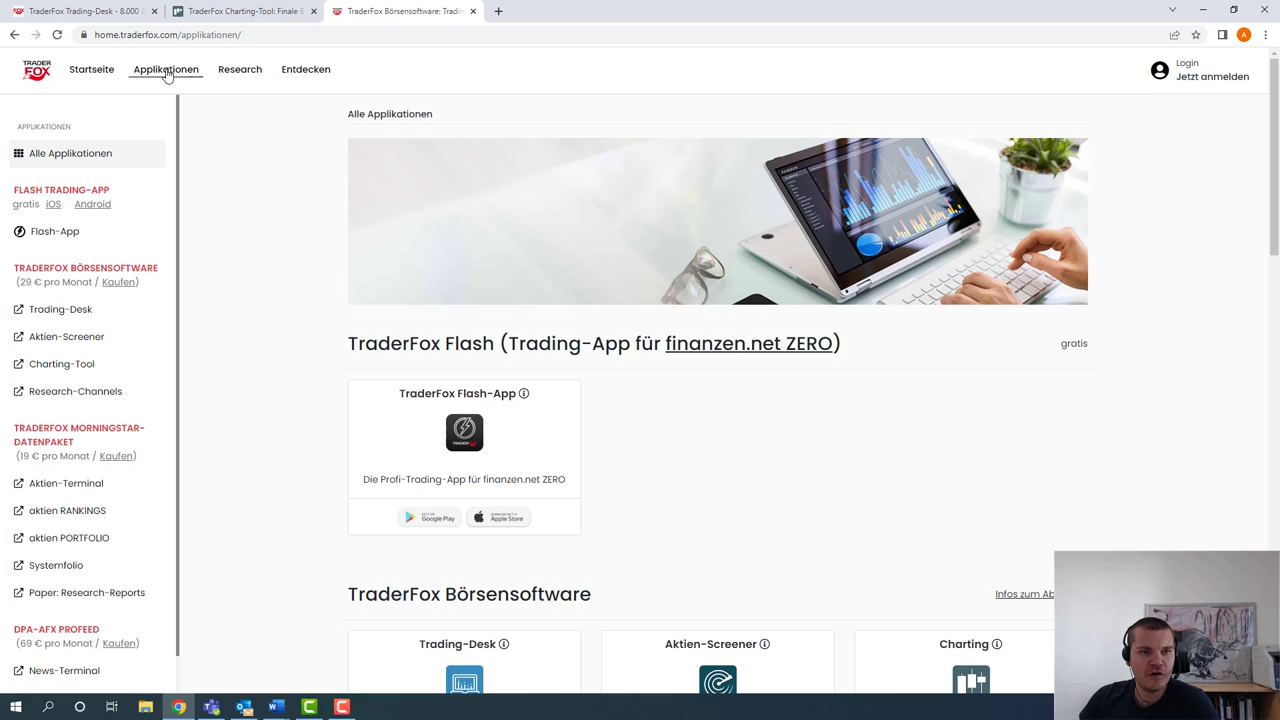 TraderFox Trading-Desk - 8.000 A
TraderFox Charting-Tool: Finale B
TraderFox Börsensoftware: Tradin
home.traderfox.com/applikationen/
A
TRADER FOX
Startseite
Applikationen
Research
Entdecken
Login
Jetzt anmelden
APPLIKATIONEN
Alle Applikationen
FLASH TRADING-APP
gratis iOS Android
Flash-App
TRADERFOX BÖRSENSOFTWARE
(29 € pro Monat / Kaufen)
Trading-Desk
Aktien-Screener
Charting-Tool
Research-Channels
TRADERFOX MORNINGSTAR-
DATENPAKET
(19 € pro Monat / Kaufen)
Aktien-Terminal
aktien RANKINGS
aktien PORTFOLIO
Systemfolio
Paper: Research-Reports
DPA-AFX PROFEED
(69 € pro Monat / Kaufen)
News-Terminal
Alle Applikationen
TraderFox Flash (Trading-App für finanzen.net ZERO)
gratis
TraderFox Flash-App
Die Profi-Trading-App für finanzen.net ZERO
Google Play
Apple Store
TraderFox Börsensoftware
Infos zum Ab
Trading-Desk
Aktien-Screener
Charting